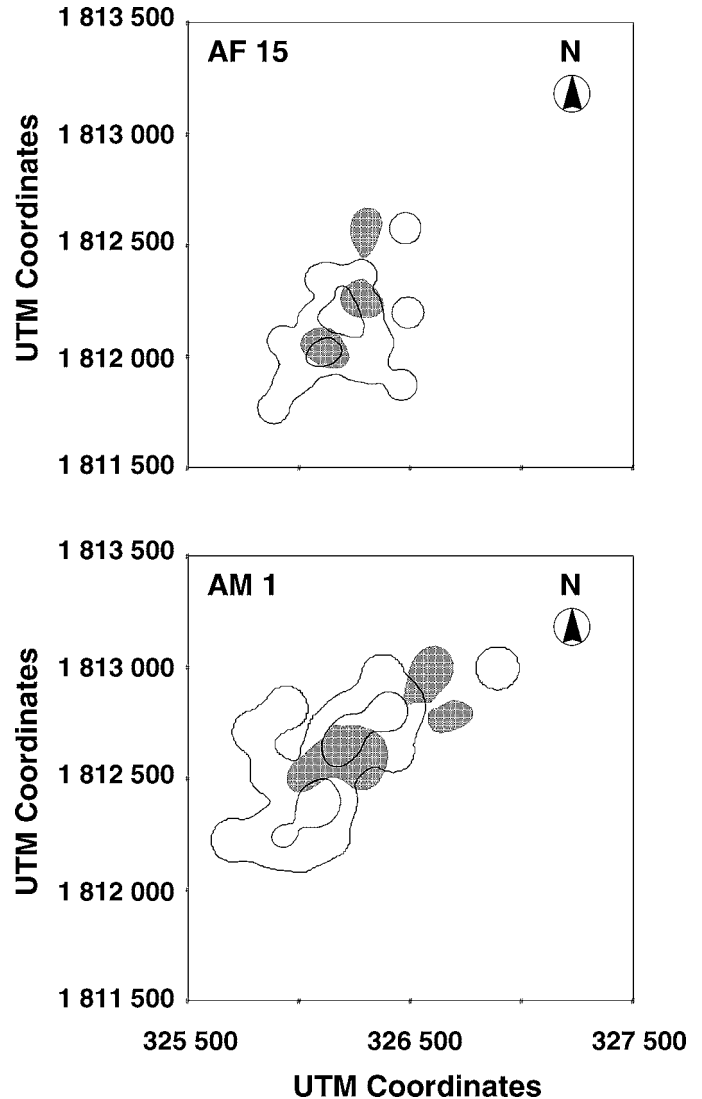 1 813 500
AF 15
N
1 813 000
1 812 500
1 812 000
1 811 500
UTM Coordinates
1 813 500
AM 1
N
1 813 000
1 812 500
1 812 000
1 811 500
UTM Coordinates
325 500 326 500 327 500
UTM Coordinates